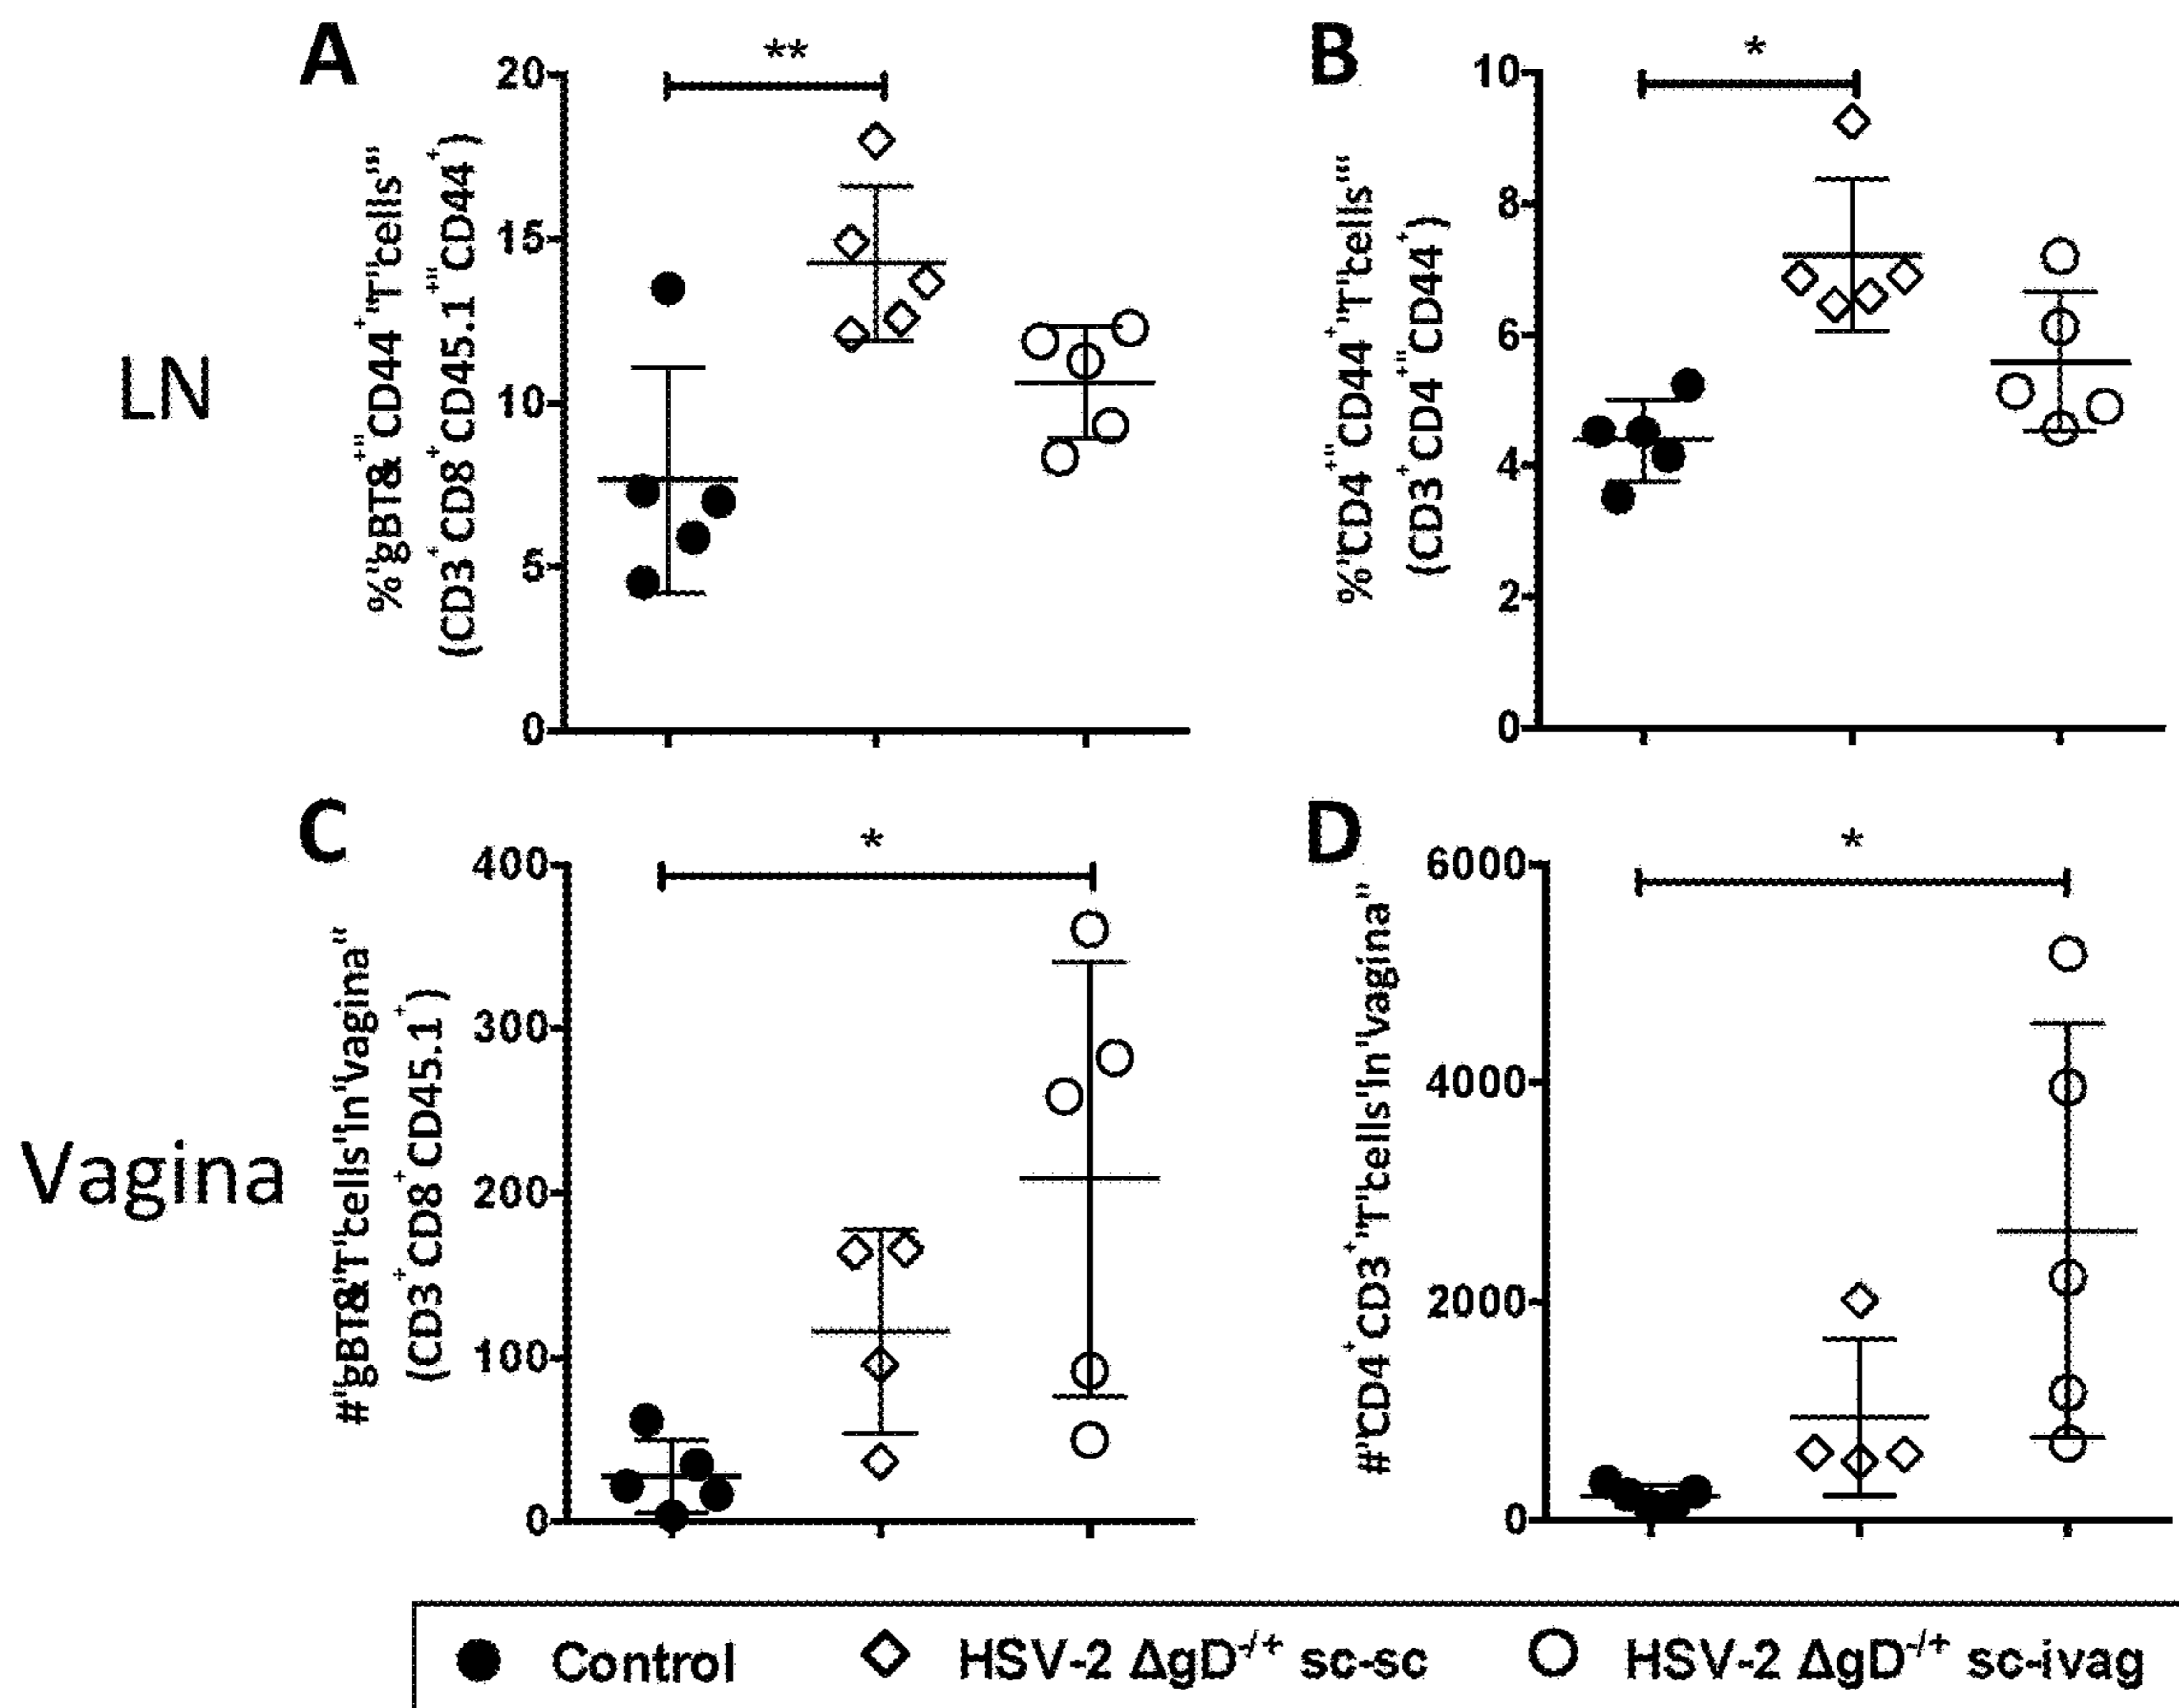 A
**
20
15
10
5
0
%"gBT&"⁺"CD44⁺"T"cells"'
(CD3⁺CD8⁺CD45.1⁺"CD44⁺)
B
*
10
8
6
4
2
0
%"CD4⁺"CD44⁺"T"cells"'
(CD3⁺CD4⁺"CD44⁺)
LN
C
*
400
300
200
100
0
#"gBT&"T"cells"in"vagina"
(CD3⁺CD8⁺CD45.1⁺)
D
*
6000
4000
2000
0
#"CD4⁺CD3⁺"T"cells"in"vagina"
Vagina
● Control ◇ HSV-2 ΔgD⁻/⁺ sc-sc ○ HSV-2 ΔgD⁻/⁺ sc-ivag